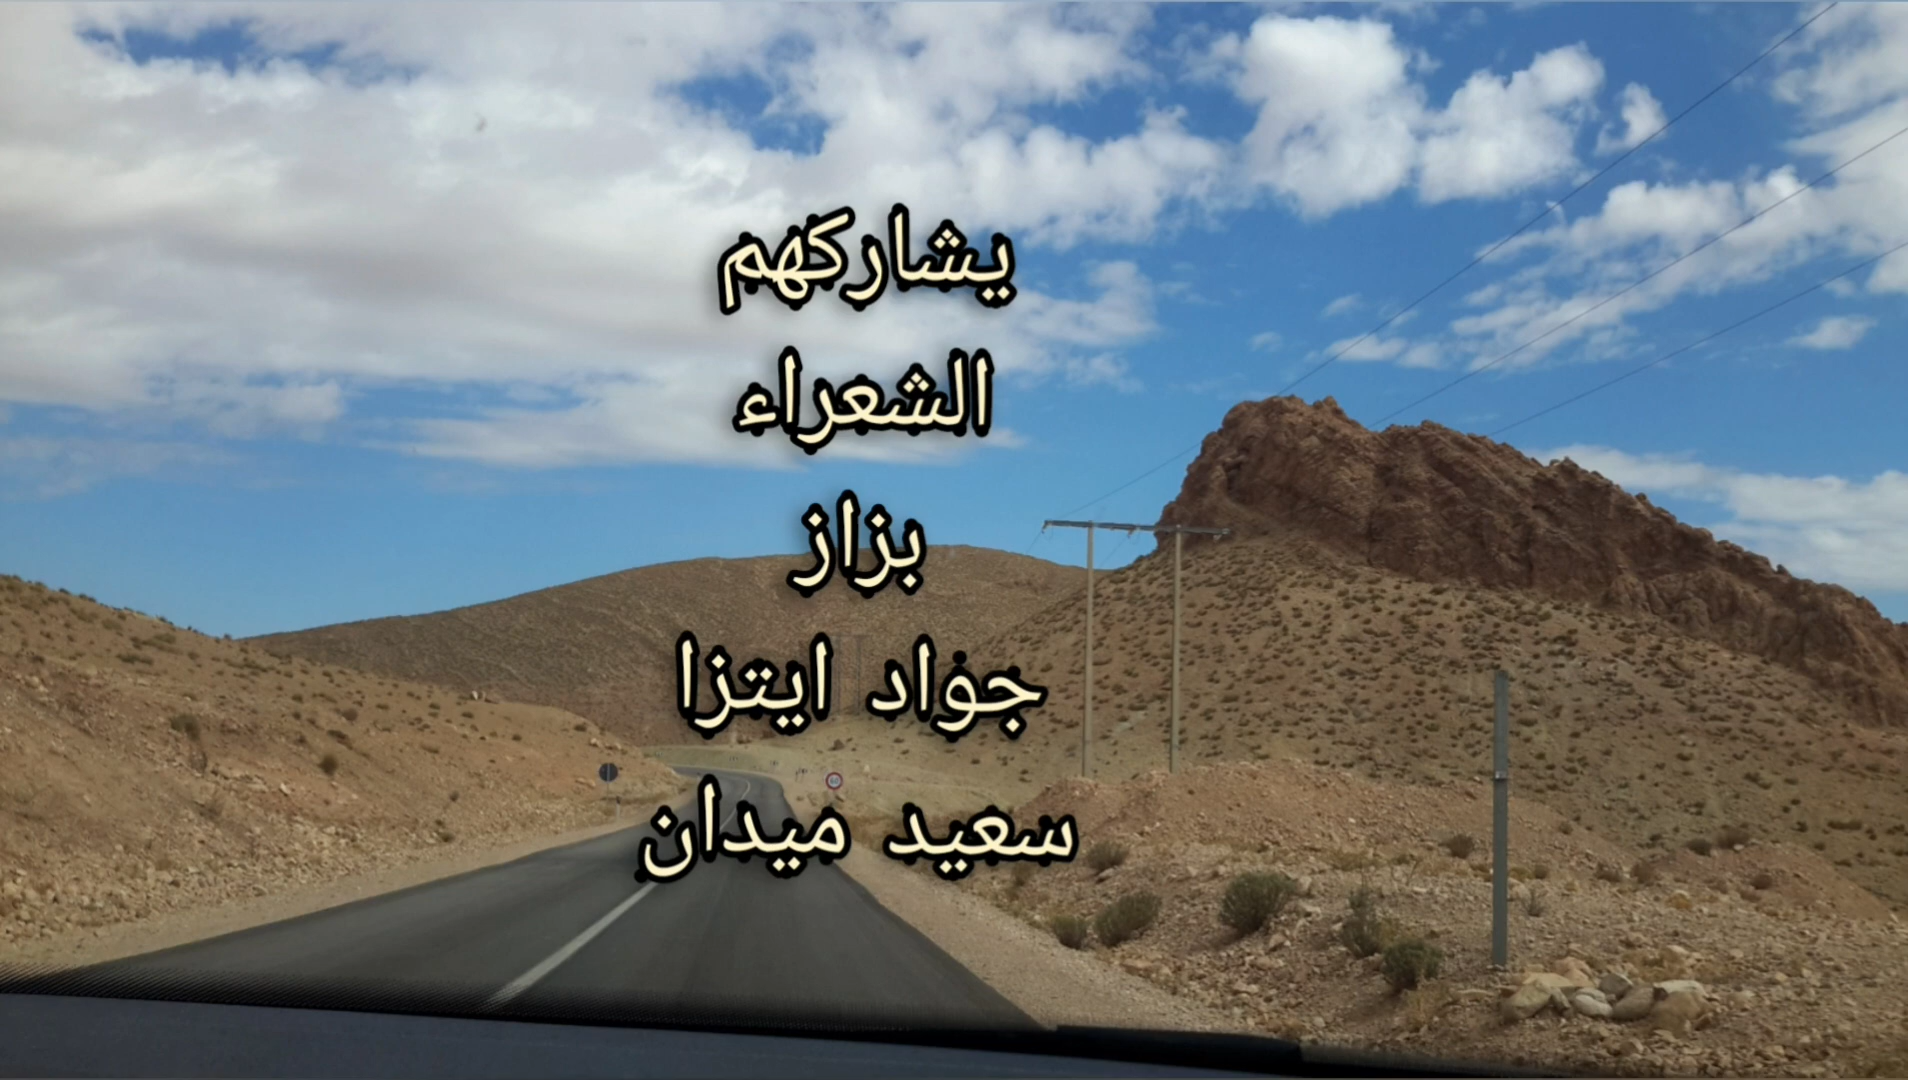 يشاركهم
الشعراء
بزاز
جواد ايتزا
سعيد ميدان